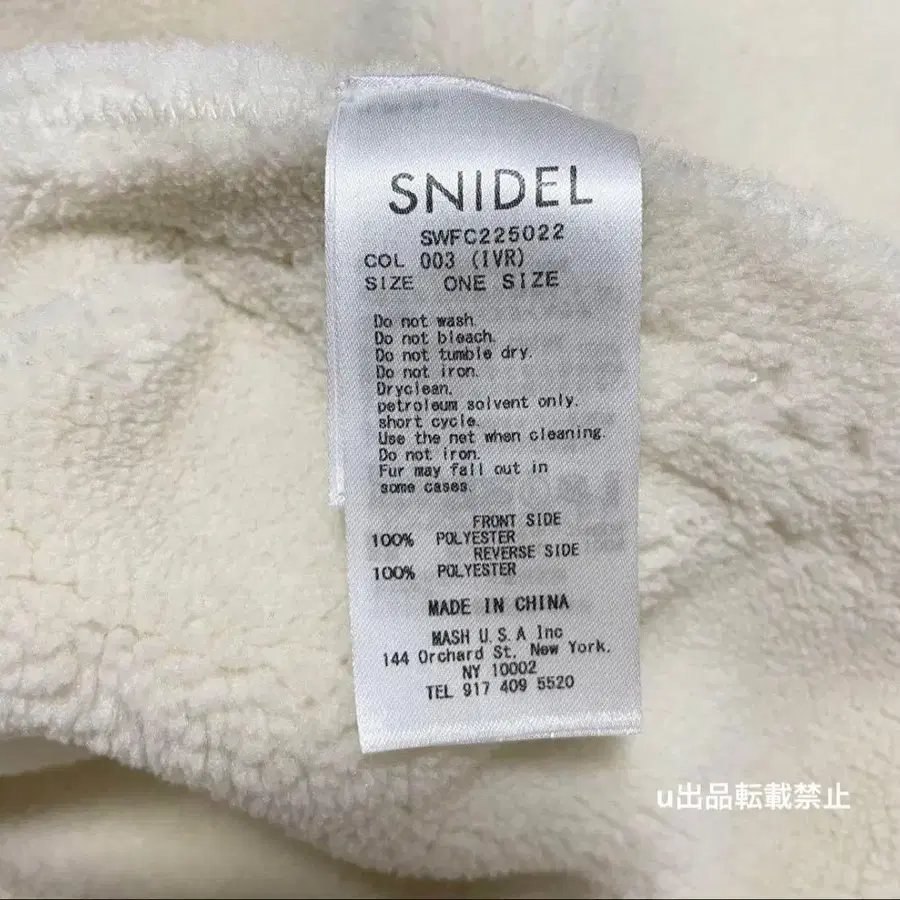 SNIDEL
SWFC225022
COL 003 (IVR)
SIZE ONE SIZE
Do not wash.
Do not bleach.
Do not tumble dry.
Do not iron.
Dryclean.
petroleum solvent only.
short cycle.
Use the net when cleaning.
Do not iron.
Fur may fall out in
some cases.
FRONT SIDE
100% POLYESTER
REVERSE SIDE
100% POLYESTER
MADE IN CHINA
MASH U.S.A Inc
144 Orchard St. New York.
NY 10002
TEL 917 409 5520
u出品転載禁止